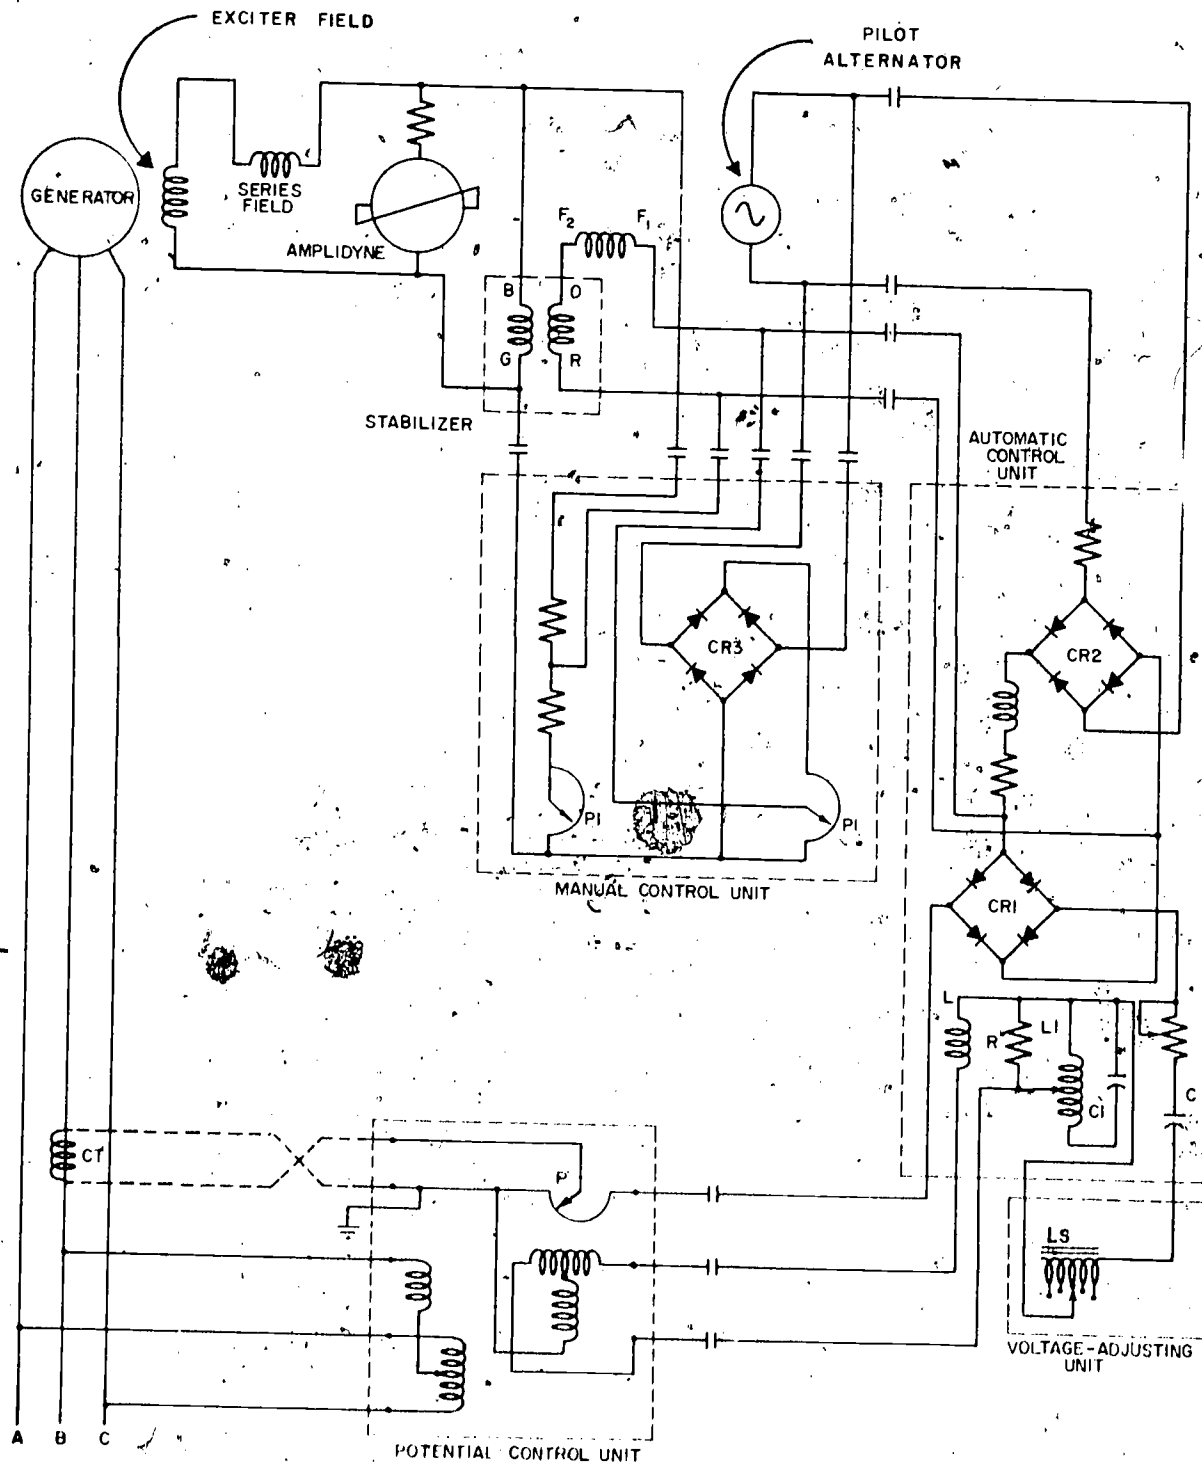 EXCITER FIELD
PILOT
ALTERNATOR
GENERATOR
SERIES
FIELD
AMPLIDYNE
F2
F1
B
O
G
R
STABILIZER
AUTOMATIC
CONTROL
UNIT
CR3
CR2
P1
P1
MANUAL CONTROL UNIT
CR1
L
R
L1
C1
C
CT
P
LS
VOLTAGE-ADJUSTING
UNIT
A
B
C
POTENTIAL CONTROL UNIT